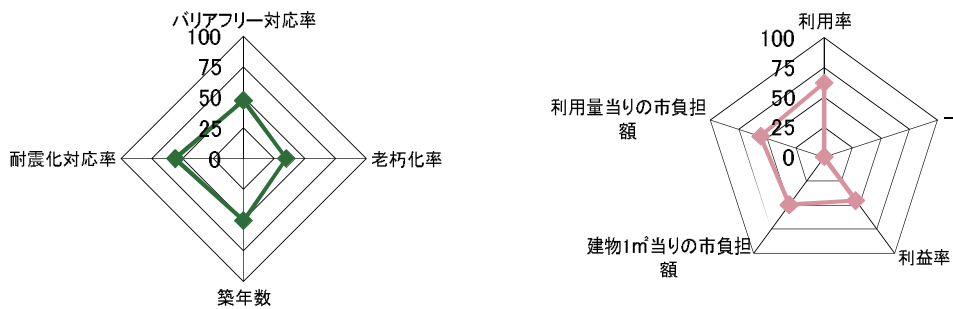 バリアフリー対応率
100
75
50
25
0
耐震化対応率
老朽化率
築年数
利用率
100
75
50
25
0
利用量当りの市負担
額
-
建物1㎡当りの市負担
額
利益率